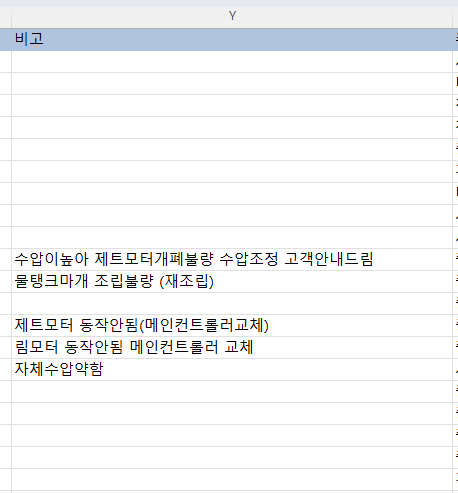 Y
비고
수압이높아 제트모터개폐불량 수압조정 고객안내드림
물탱크마개 조립불량 (재조립)
제트모터 동작안됨(메인컨트롤러교체)
림모터 동작안됨 메인컨트롤러 교체
자체수압약함